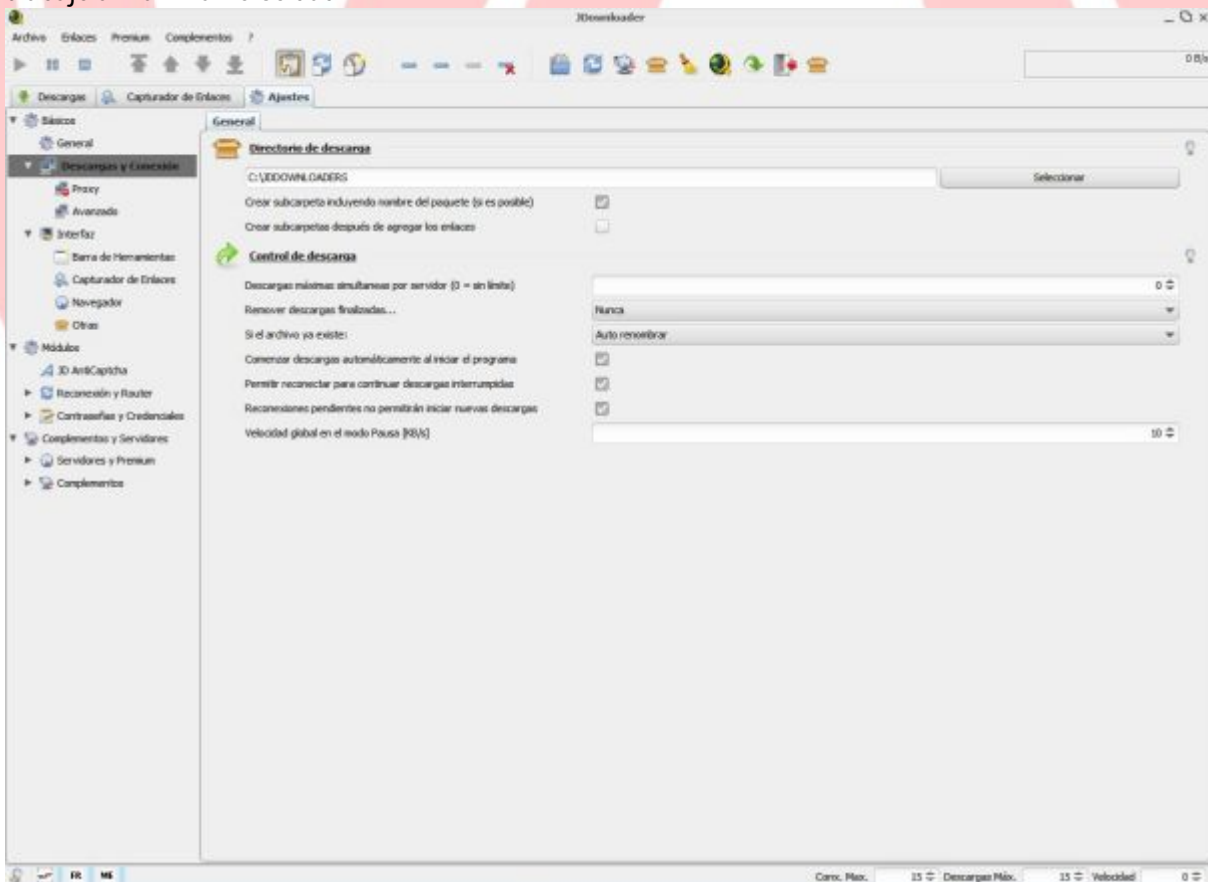 JDownloader
Archivo Enlaces Premium Complementos ?
0 B/s
Descargas Capturador de Enlaces Ajustes
Básicos
General
Descargas y Conexión
Proxy
Avanzado
Interfaz
Barra de Herramientas
Capturador de Enlaces
Navegador
Otras
Módulos
JD AntiCaptcha
Reconexión y Router
Contraseñas y Credenciales
Complementos y Servidores
Servidores y Premium
Complementos
General
Directorio de descarga
C:\JDDOWNLOADERS Seleccionar
Crear subcarpeta incluyendo nombre del paquete (si es posible)
Crear subcarpetas después de agregar los enlaces
Control de descarga
Descargas máximas simultaneas por servidor (0 = sin límite) 0
Remover descargas finalizadas... Nunca
Si el archivo ya existe: Auto renombrar
Comenzar descargas automáticamente al iniciar el programa
Permitir reconectar para continuar descargas interrumpidas
Reconexiones pendientes no permitirán iniciar nuevas descargas
Velocidad global en el modo Pausa [KB/s] 10
FR ME Conx. Max. 15 Descargas Máx. 15 Velocidad 0